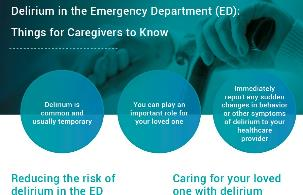 Delirium in the Emergency Department (ED):
Things for Caregivers to Know
Delirium is
common and
usually temporary
You can play an
important role for
your loved one
Immediately
report any sudden
changes in behavior
or other symptoms
of delirium to your
healthcare
provider
Reducing the risk of
delirium in the ED
Caring for your loved
one with delirium